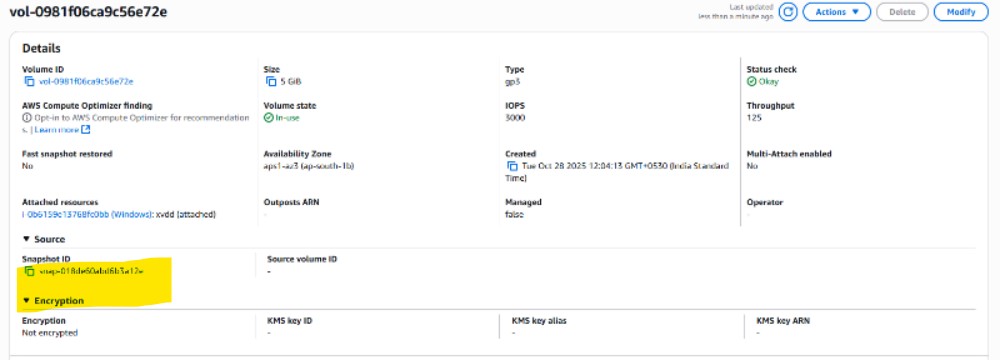 vol-0981f06ca9c56e72e
Last updated
less than a minute ago
Actions
Delete
Modify
Details
Volume ID
vol-0981f06ca9c56e72e
Size
5 GiB
Type
gp3
Status check
Okay
AWS Compute Optimizer finding
Opt-in to AWS Compute Optimizer for recommendation
s. | Learn more
Volume state
In-use
IOPS
3000
Throughput
125
Fast snapshot restored
No
Availability Zone
aps1-az3 (ap-south-1b)
Created
Tue Oct 28 2025 12:04:13 GMT+0530 (India Standard
Time)
Multi-Attach enabled
No
Attached resources
(Windows): xvdd (attached)
Outposts ARN
-
Managed
false
Operator
-
Source
Snapshot ID
Source volume ID
-
Encryption
Encryption
Not encrypted
KMS key ID
-
KMS key alias
-
KMS key ARN
-